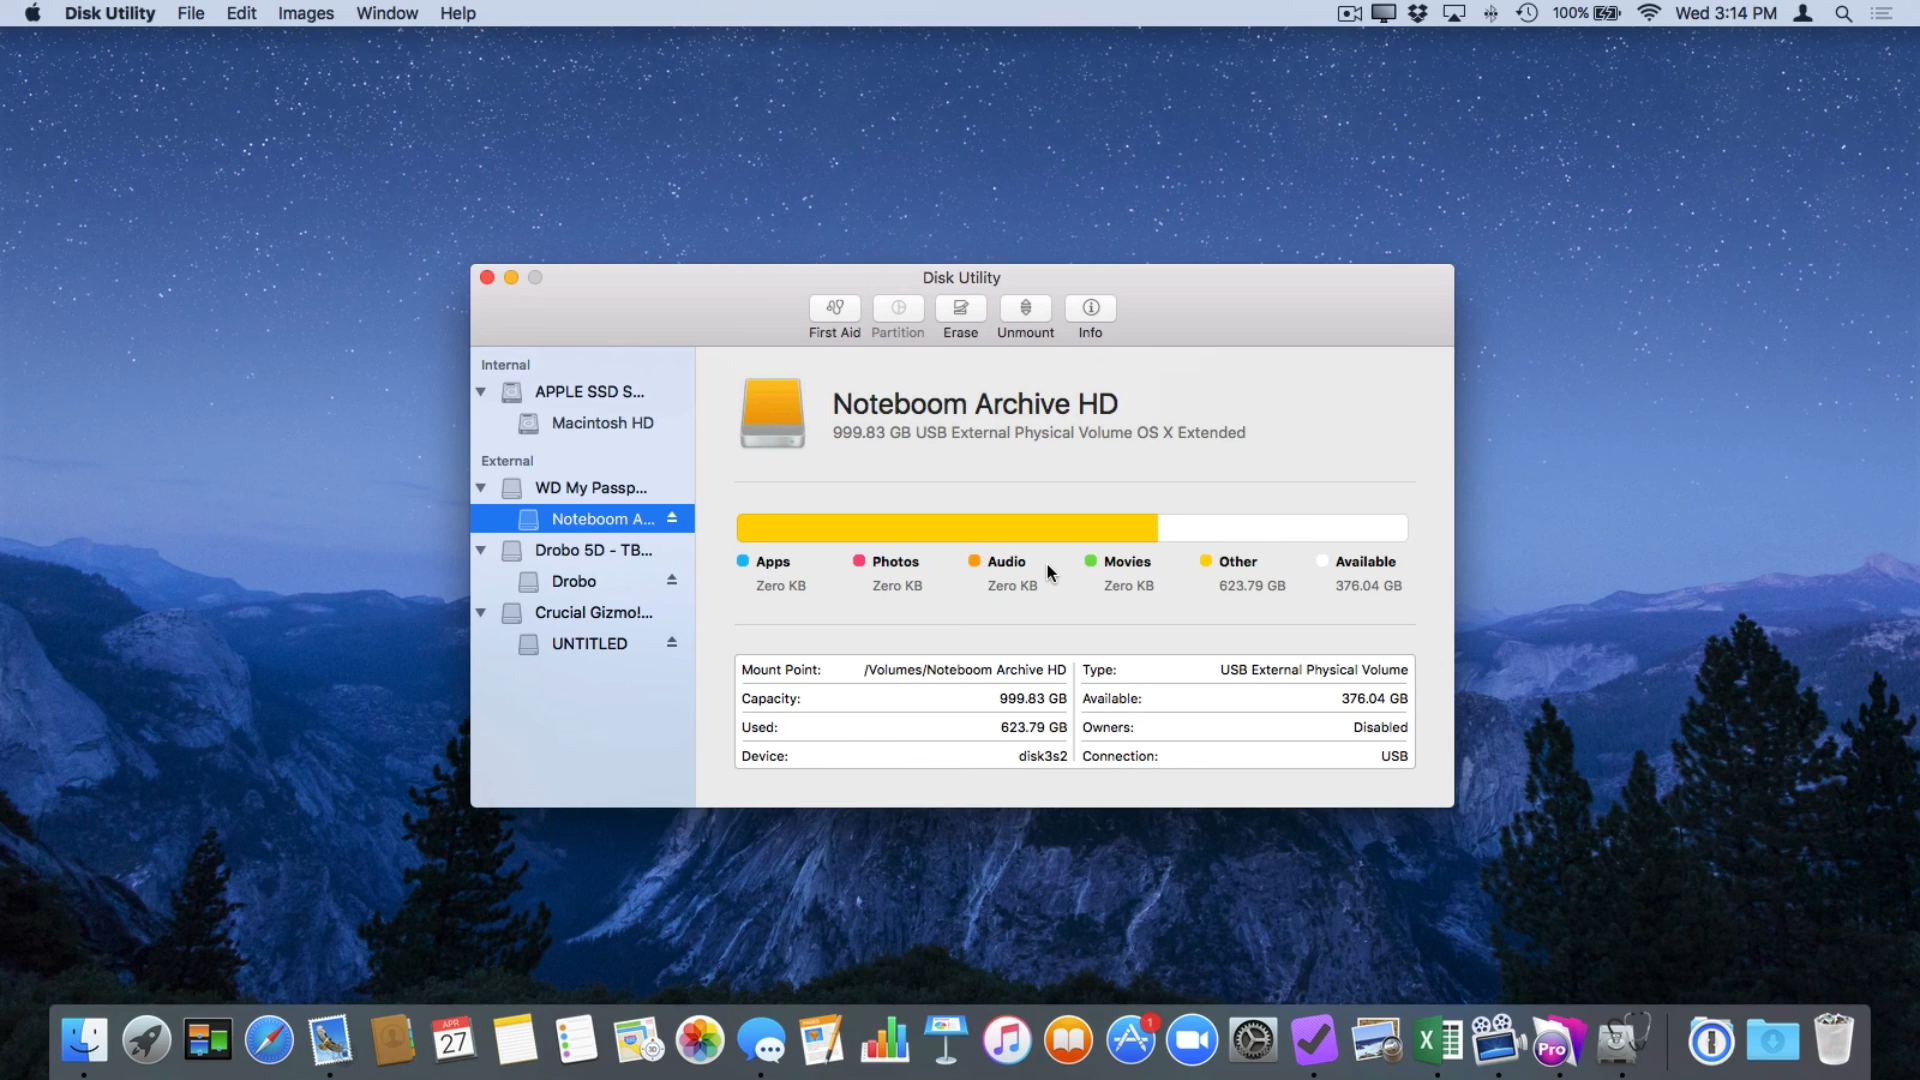 Disk Utility File Edit Images Window Help 100% Wed 3:14 PM
Disk Utility
First Aid Partition Erase Unmount Info
Internal
APPLE SSD S...
Macintosh HD
External
WD My Passp...
Noteboom A...
Drobo 5D - TB...
Drobo
Crucial Gizmo!...
UNTITLED
Noteboom Archive HD
999.83 GB USB External Physical Volume OS X Extended
Apps Photos Audio Movies Other Available
Zero KB Zero KB Zero KB Zero KB 623.79 GB 376.04 GB
Mount Point: /Volumes/Noteboom Archive HD Type: USB External Physical Volume
Capacity: 999.83 GB Available: 376.04 GB
Used: 623.79 GB Owners: Disabled
Device: disk3s2 Connection: USB
APR
27
3D
1
Pro